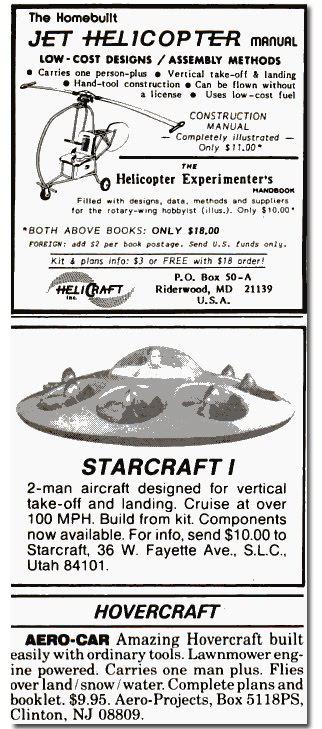 The Homebuilt
JET HELICOPTER MANUAL
LOW-COST DESIGNS / ASSEMBLY METHODS
● Carries one person-plus ● Vertical take-off & landing
● Hand-tool construction ● Can be flown without
a license ● Uses low-cost fuel
CONSTRUCTION
MANUAL
— Completely illustrated —
Only $11.00*
THE
Helicopter Experimenter's
HANDBOOK
Filled with designs, data, methods and suppliers
for the rotary-wing hobbyist (illus.). Only $10.00*
*BOTH ABOVE BOOKS: ONLY $18.00
FOREIGN: add $2 per book postage. Send U.S. funds only.
Kit & plans info: $3 or FREE with $18 order!
HELICRAFT
Inc.
P.O. Box 50-A
Riderwood, MD 21139
U.S.A.
STARCRAFT I
2-man aircraft designed for vertical
take-off and landing. Cruise at over
100 MPH. Build from kit. Components
now available. For info, send $10.00 to
Starcraft, 36 W. Fayette Ave., S.L.C.,
Utah 84101.
HOVERCRAFT
AERO-CAR Amazing Hovercraft built
easily with ordinary tools. Lawnmower eng-
ine powered. Carries one man plus. Flies
over land/snow/water. Complete plans and
booklet. $9.95. Aero-Projects, Box 5118PS,
Clinton, NJ 08809.